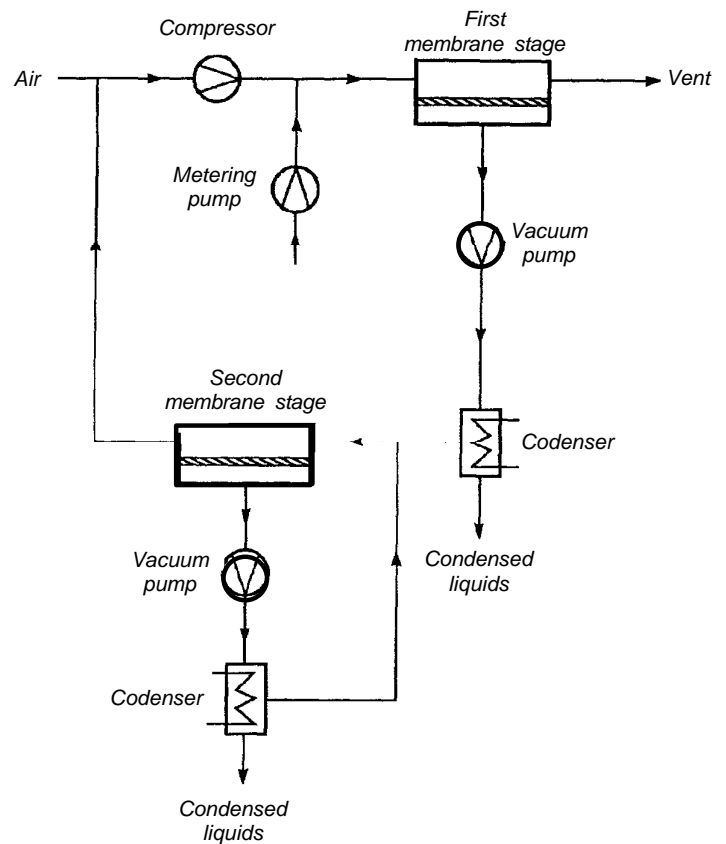 Compressor
First
membrane stage
Air
Vent
Metering
pump
Vacuum
pump
Second
membrane stage
Codenser
Condensed
liquids
Vacuum
pump
Codenser
Condensed
liquids